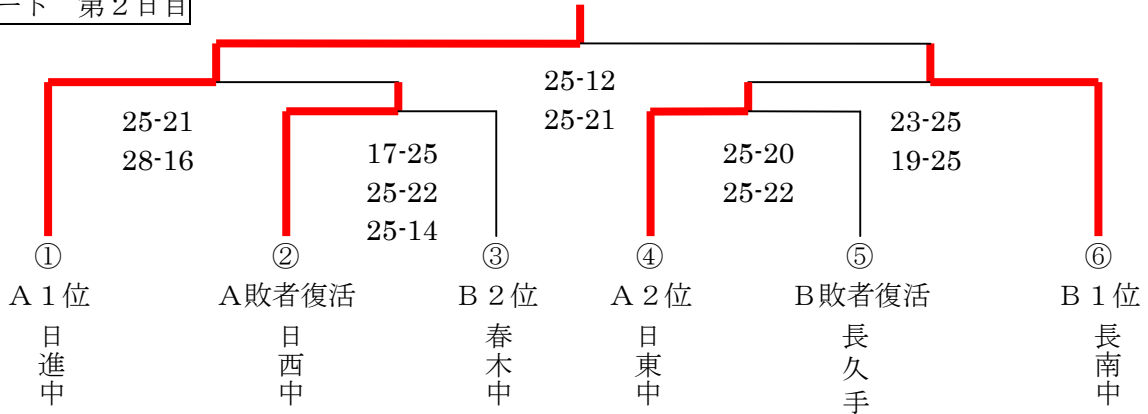 ート 第２日目
25-12
25-21
25-21
28-16
17-25
25-22
25-14
25-20
25-22
23-25
19-25
① ② ③ ④ ⑤ ⑥
Ａ１位 Ａ敗者復活 Ｂ２位 Ａ２位 Ｂ敗者復活 Ｂ１位
日進中
日西中
春木中
日東中
長久手
長南中